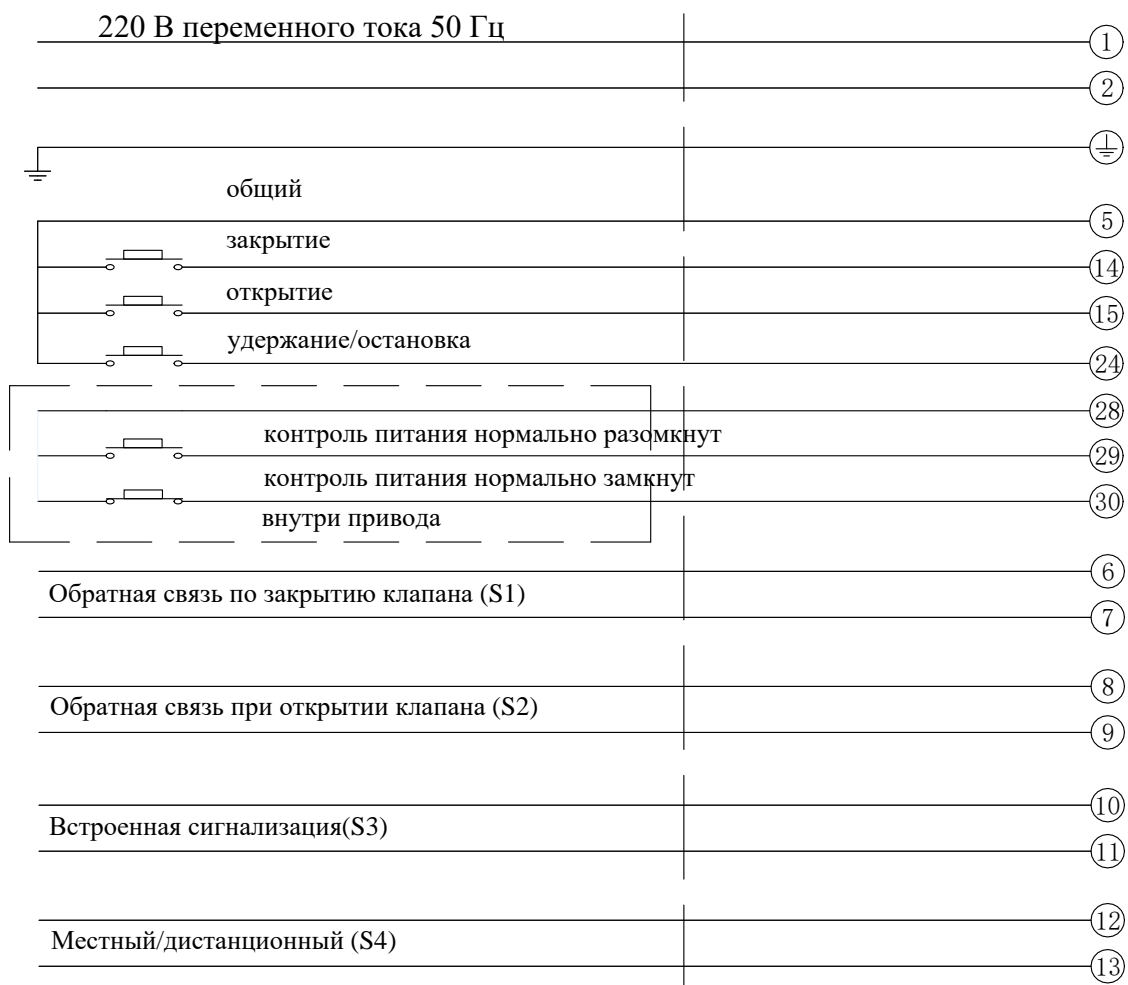 220 В переменного тока 50 Гц
1
2
общий
5
закрытие
14
открытие
15
удержание/остановка
24
28
контроль питания нормально разомкнут
29
контроль питания нормально замкнут
30
внутри привода
6
Обратная связь по закрытию клапана (S1)
7
8
Обратная связь при открытии клапана (S2)
9
10
Встроенная сигнализация(S3)
11
12
Местный/дистанционный (S4)
13